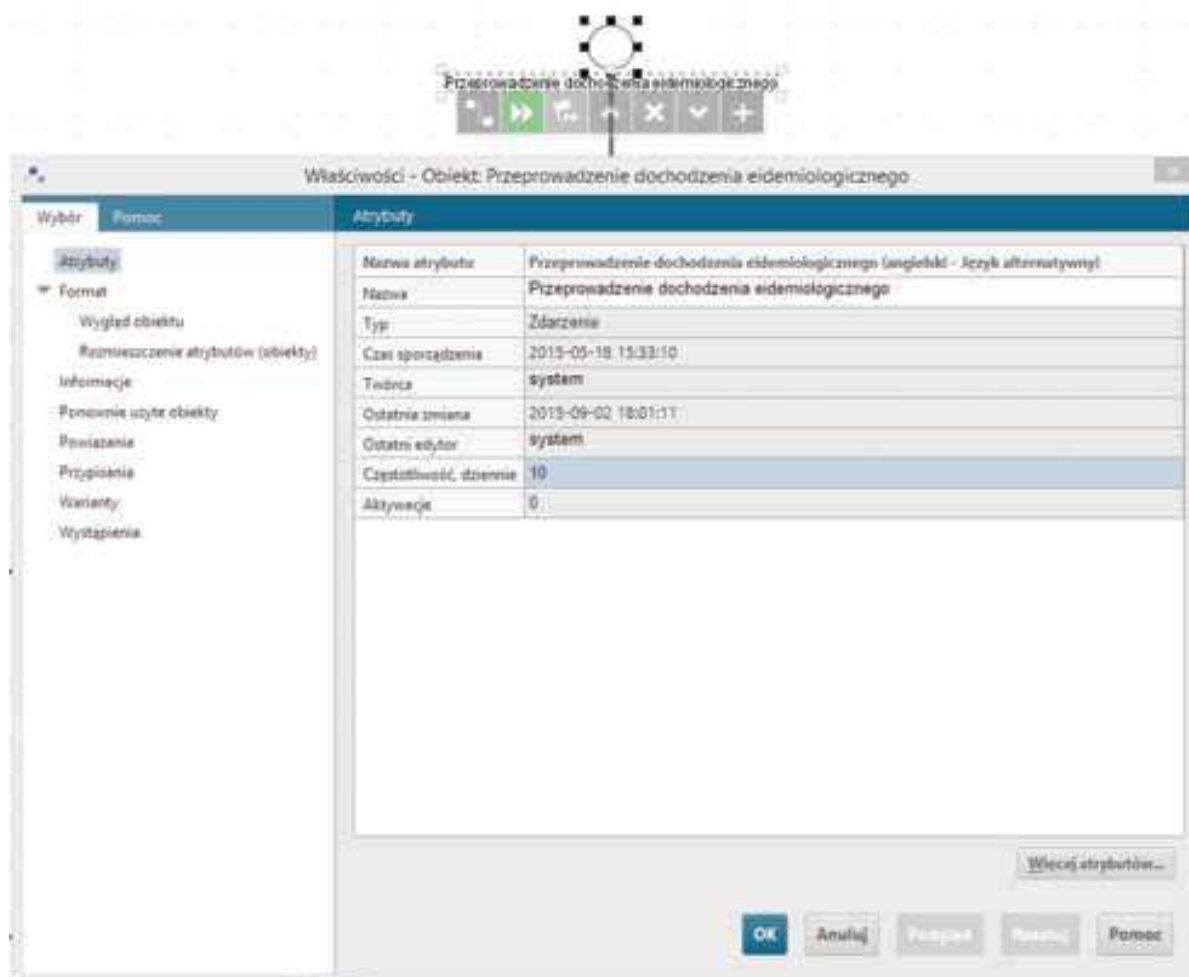 Przeprowadzenie dochodzenia eidemiologicznego
Właściwości - Obiekt: Przeprowadzenie dochodzenia eidemiologicznego
Wybór Pomoc Atrybuty
Atrybuty
Format
Wygląd obiektu
Rozmieszczenie atrybutów (obiekty)
Informacje
Ponownie użyte obiekty
Powiązania
Przypisania
Warianty
Wystąpienia
Nazwa atrybutu Przeprowadzenie dochodzenia eidemiologicznego (angielski - Język alternatywny)
Nazwa Przeprowadzenie dochodzenia eidemiologicznego
Typ Zdarzenie
Czas sporządzenia 2015-05-18 15:33:10
Twórca system
Ostatnia zmiana 2015-09-02 18:01:11
Ostatni edytor system
Częstotliwość, dziennie 10
Aktywacje 0
Więcej atrybutów...
OK Anuluj Podgląd Pomoc